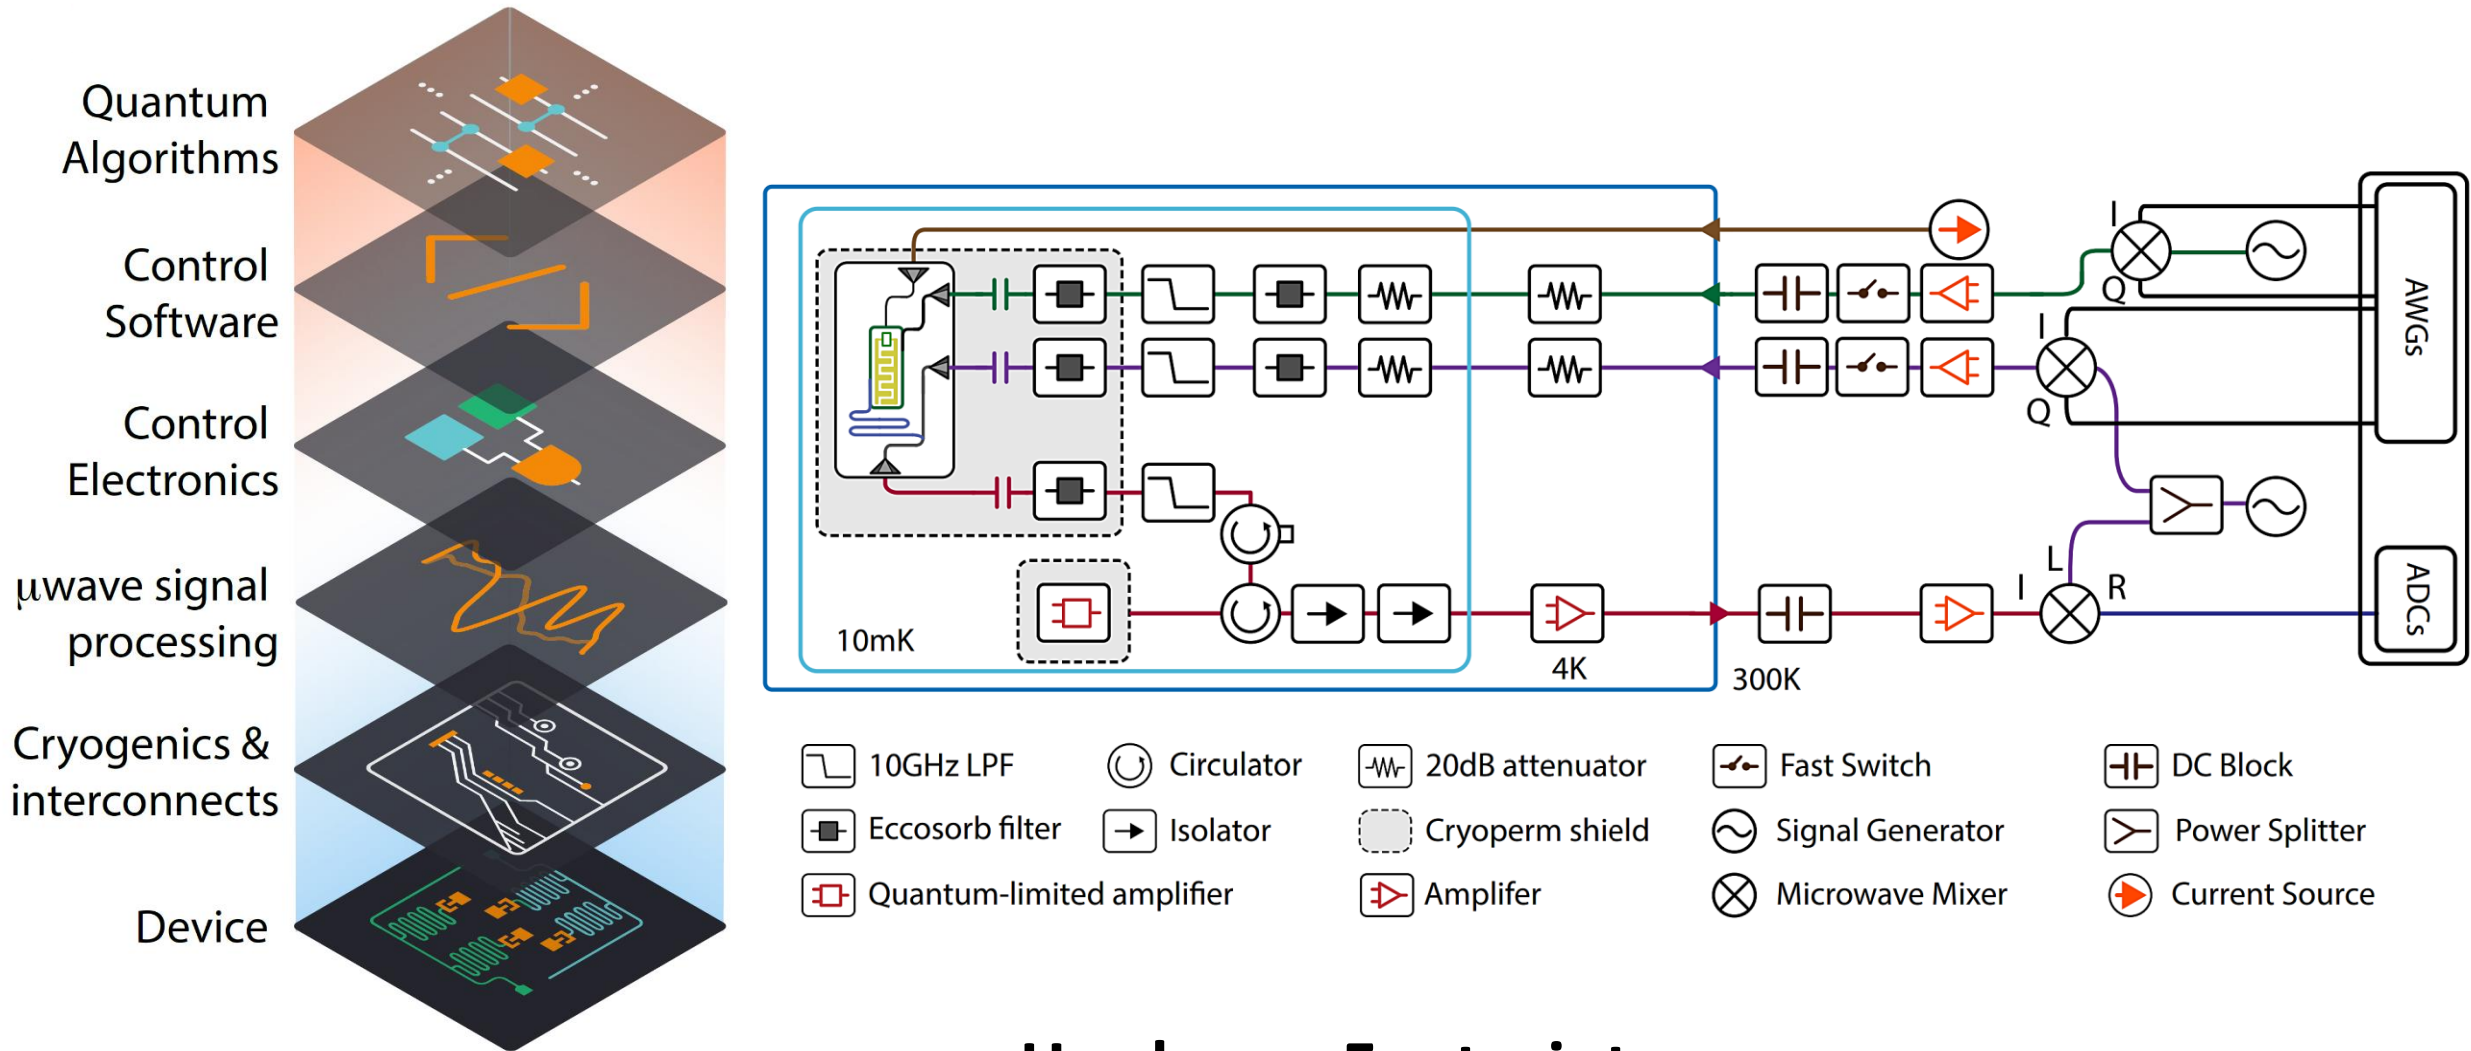 Quantum
Algorithms
Control
Software
Control
Electronics
μwave signal
processing
Cryogenics &
interconnects
Device
I
Q
I
Q
AWGs
L
I
R
ADCs
10mK
4K
300K
10GHz LPF
Circulator
20dB attenuator
Fast Switch
DC Block
Eccosorb filter
Isolator
Cryoperm shield
Signal Generator
Power Splitter
Quantum-limited amplifier
Amplifer
Microwave Mixer
Current Source